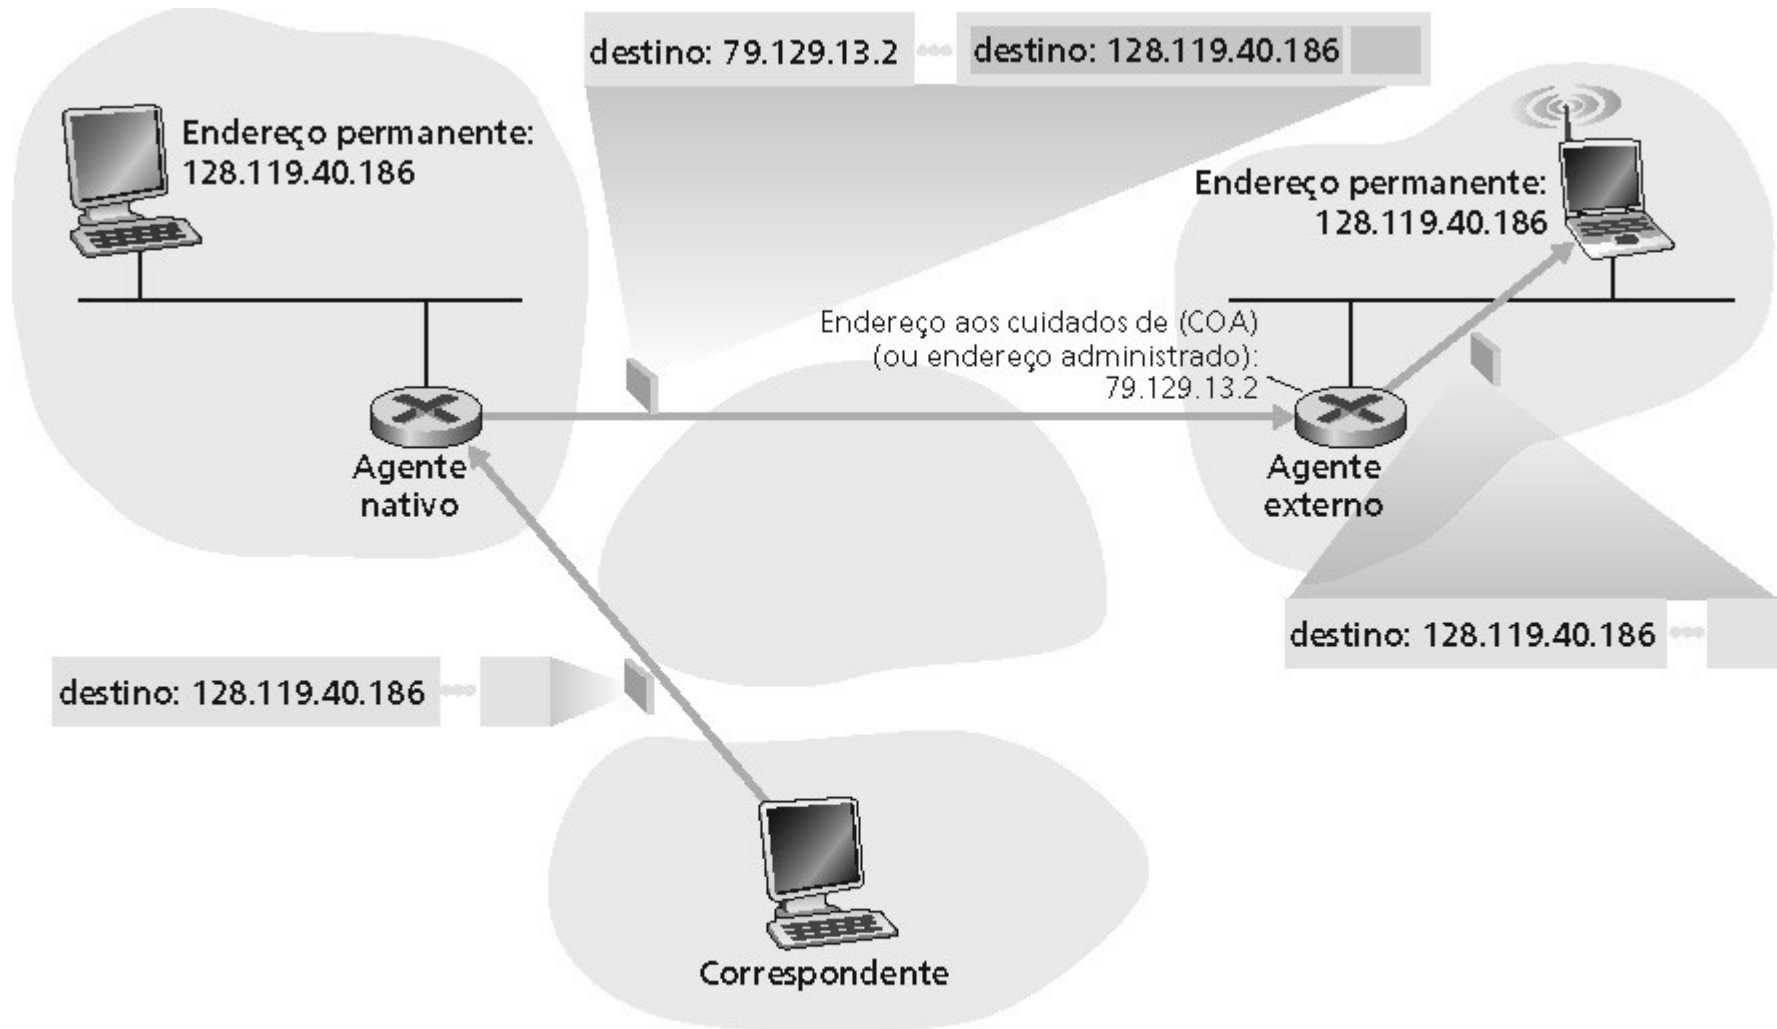 destino: 79.129.13.2
destino: 128.119.40.186
Endereço permanente:
128.119.40.186
Endereço permanente:
128.119.40.186
Endereço aos cuidados de (COA)
(ou endereço administrado):
79.129.13.2
Agente
nativo
Agente
externo
destino: 128.119.40.186
destino: 128.119.40.186
Correspondente